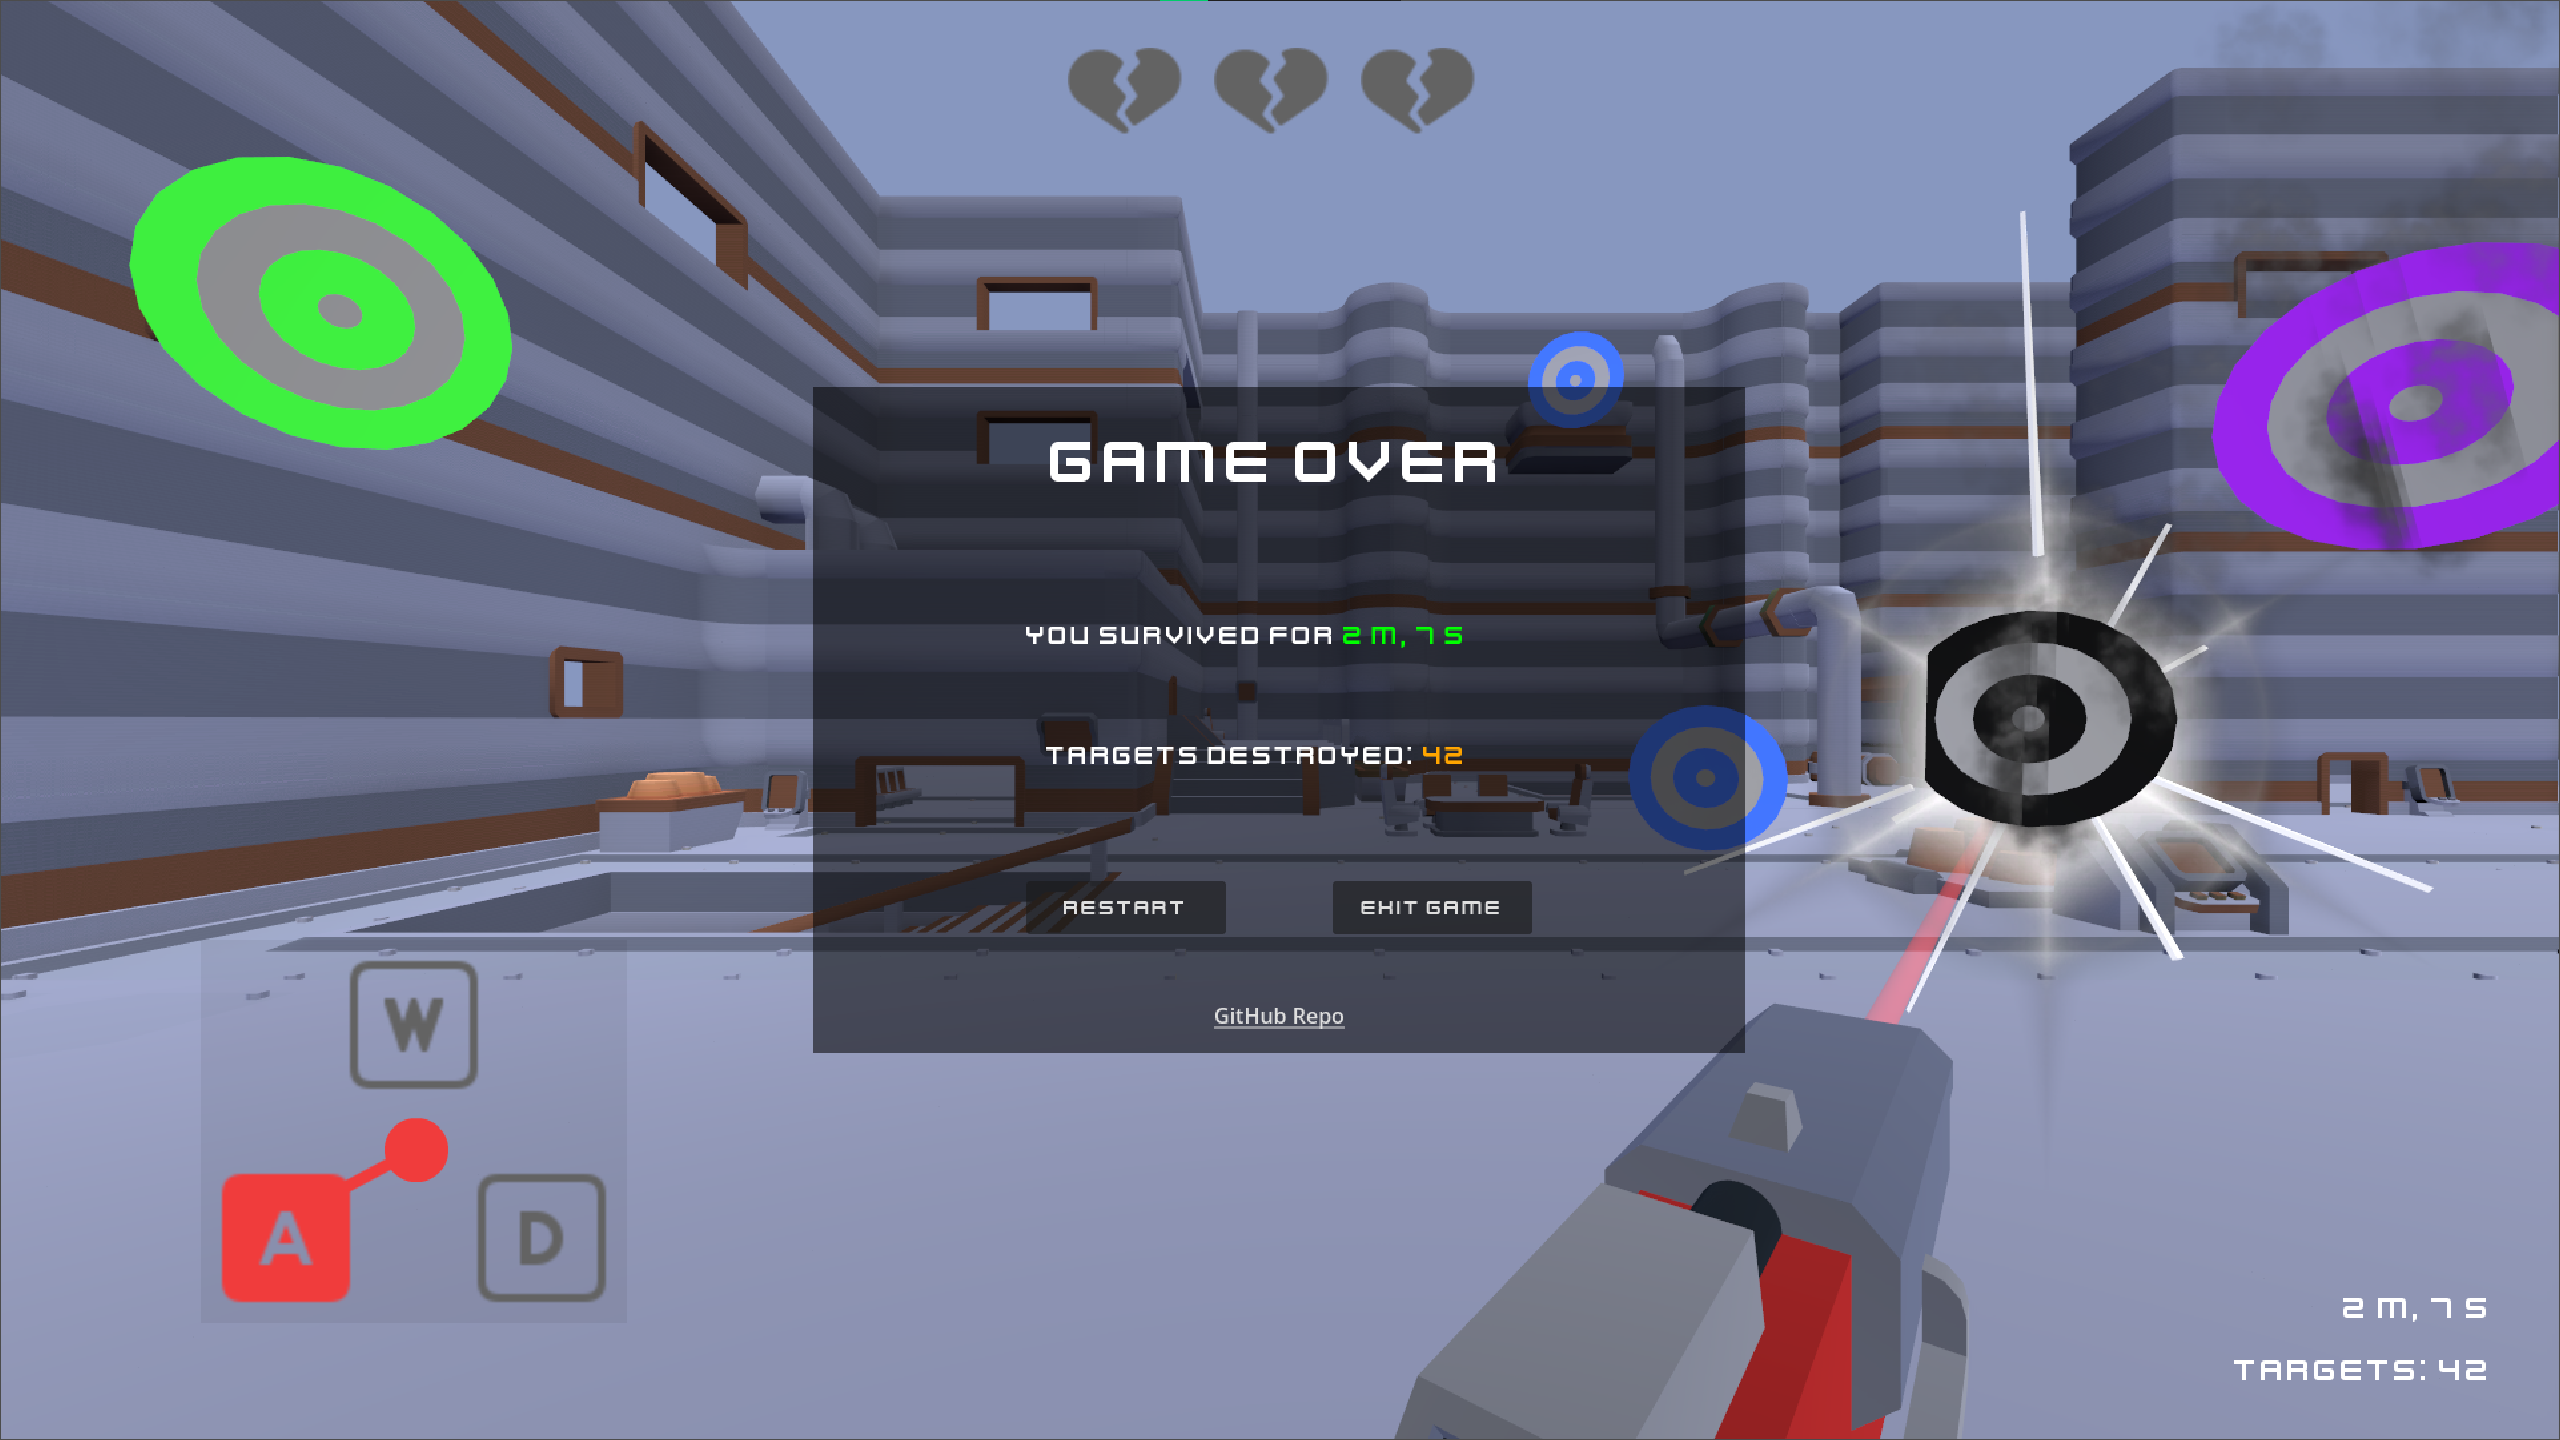 GAME OVER
YOU SURVIVED FOR 2 M, 7 S
TARGETS DESTROYED: 42
RESTART
EXIT GAME
GitHub Repo
W
A
D
2 M, 7 S
TARGETS: 42